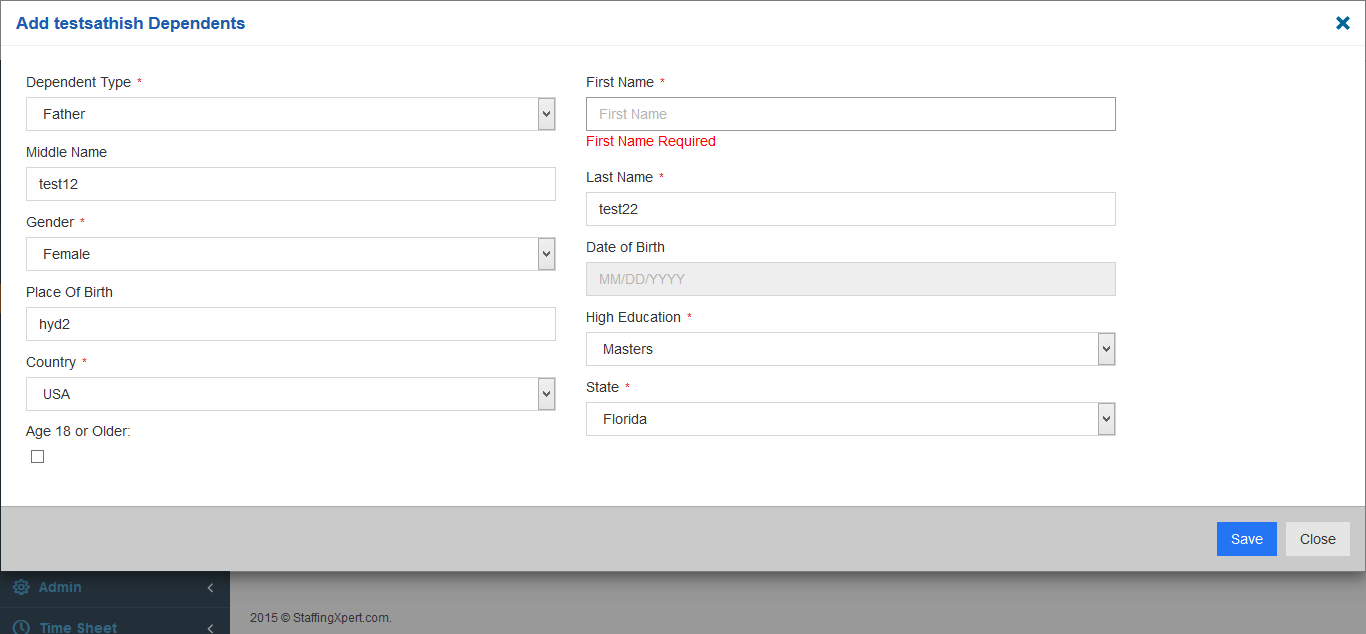 Add testsathish Dependents
Dependent Type *
Father
First Name *
First Name
First Name Required
Middle Name
test12
Last Name *
test22
Gender *
Female
Date of Birth
MM/DD/YYYY
Place Of Birth
hyd2
High Education *
Masters
Country *
USA
State *
Florida
Age 18 or Older:
Save
Close
Admin
Time Sheet
2015 © StaffingXpert.com.